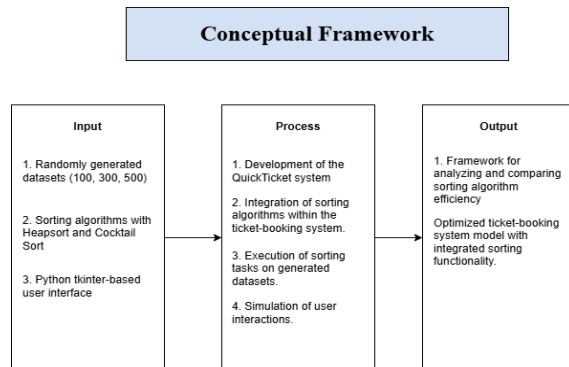 Conceptual Framework
Input
1. Randomly generated
datasets (100, 300, 500)
2. Sorting algorithms with
Heapsort and Cocktail
Sort
3. Python tkinter-based
user interface
Process
1. Development of the
QuickTicket system
2. Integration of sorting
algorithms within the
ticket-booking system.
3. Execution of sorting
tasks on generated
datasets.
4. Simulation of user
interactions.
Output
1. Framework for
analyzing and comparing
sorting algorithm
efficiency
Optimized ticket-booking
system model with
integrated sorting
functionality.